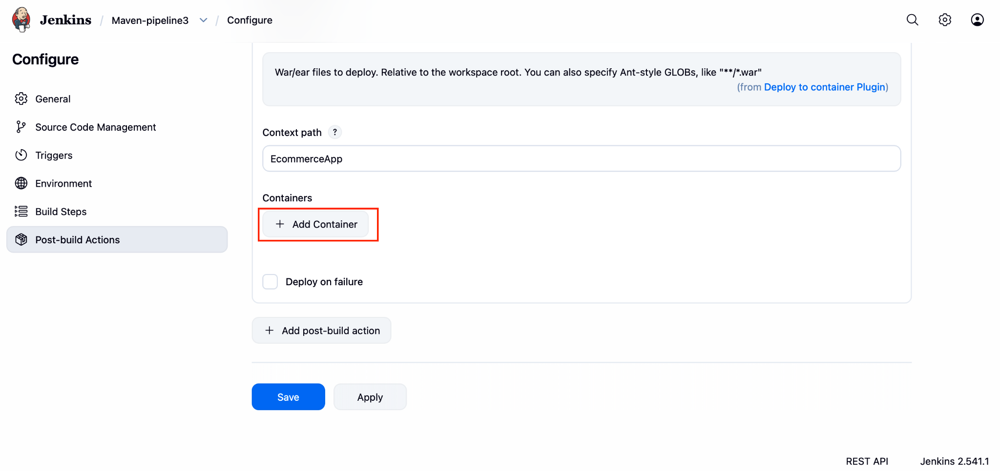 Jenkins / Maven-pipeline3 / Configure
Configure
General
Source Code Management
Triggers
Environment
Build Steps
Post-build Actions
War/ear files to deploy. Relative to the workspace root. You can also specify Ant-style GLOBs, like "**/*.war"
(from Deploy to container Plugin)
Context path ?
EcommerceApp
Containers
+ Add Container
Deploy on failure
+ Add post-build action
Save Apply
REST API Jenkins 2.541.1